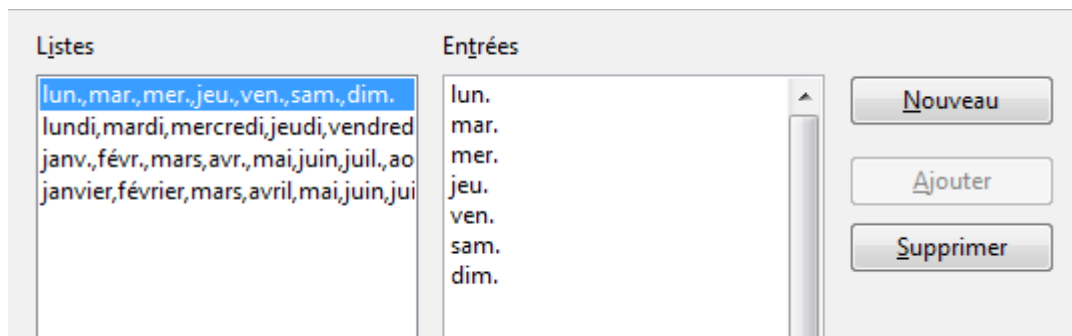 Listes
lun.,mar.,mer.,jeu.,ven.,sam.,dim.
lundi,mardi,mercredi,jeudi,vendred
janv.,févr.,mars,avr.,mai,juin,juil.,ao
janvier,février,mars,avril,mai,juin,jui
Entrées
lun.
mar.
mer.
jeu.
ven.
sam.
dim.
Nouveau
Ajouter
Supprimer